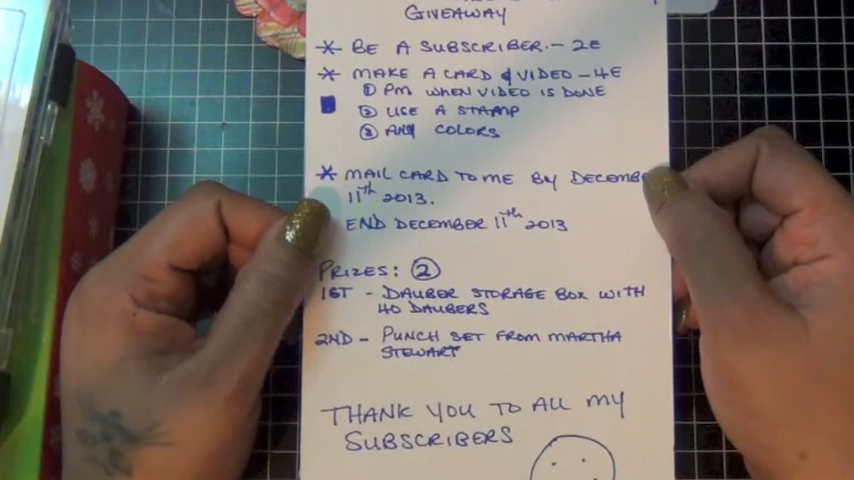 GIVEAWAY
* BE A SUBSCRIBER.- 2E
* MAKE A CARD & VIDEO - 4E
① PM WHEN VIDEO IS DONE
② USE A STAMP
③ ANY COLORS
* MAIL CARD TO ME BY DECEMBE
11th 2013.
END DECEMBER 11th 2013
PRIZES: ②
1ST - DAUBER STORAGE BOX WITH
40 DAUBERS
2ND - PUNCH SET FROM MARTHA
STEWART
THANK YOU TO ALL MY
SUBSCRIBERS